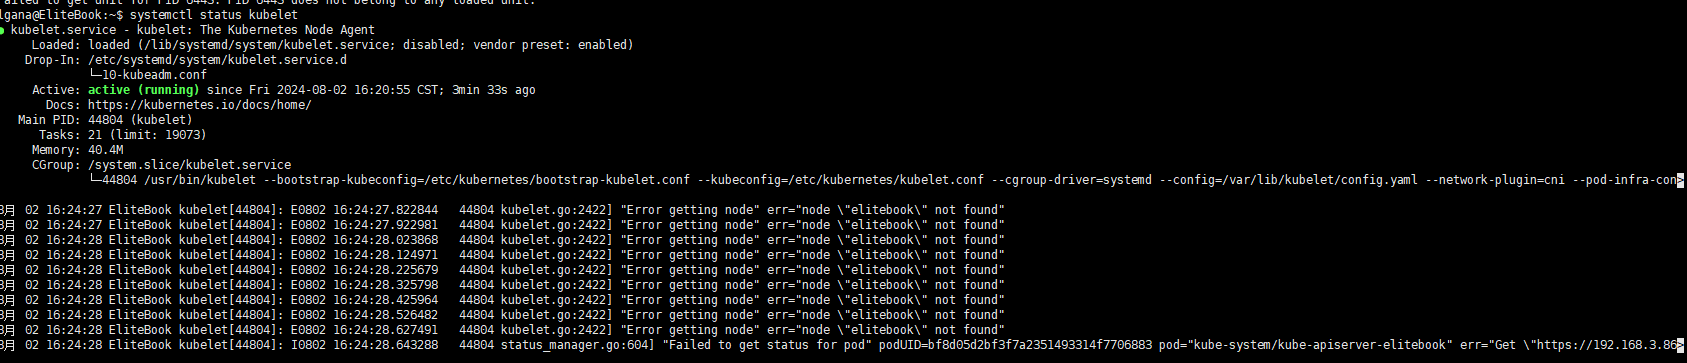 lgana@EliteBook:~$ systemctl status kubelet
● kubelet.service - kubelet: The Kubernetes Node Agent
Loaded: loaded (/lib/systemd/system/kubelet.service; disabled; vendor preset: enabled)
Drop-In: /etc/systemd/system/kubelet.service.d
└─10-kubeadm.conf
Active: active (running) since Fri 2024-08-02 16:20:55 CST; 3min 33s ago
Docs: https://kubernetes.io/docs/home/
Main PID: 44804 (kubelet)
Tasks: 21 (limit: 19073)
Memory: 40.4M
CGroup: /system.slice/kubelet.service
└─44804 /usr/bin/kubelet --bootstrap-kubeconfig=/etc/kubernetes/bootstrap-kubelet.conf --kubeconfig=/etc/kubernetes/kubelet.conf --cgroup-driver=systemd --config=/var/lib/kubelet/config.yaml --network-plugin=cni --pod-infra-con>
8月 02 16:24:27 EliteBook kubelet[44804]: E0802 16:24:27.822844 44804 kubelet.go:2422] "Error getting node" err="node \"elitebook\" not found"
8月 02 16:24:27 EliteBook kubelet[44804]: E0802 16:24:27.922981 44804 kubelet.go:2422] "Error getting node" err="node \"elitebook\" not found"
8月 02 16:24:28 EliteBook kubelet[44804]: E0802 16:24:28.023868 44804 kubelet.go:2422] "Error getting node" err="node \"elitebook\" not found"
8月 02 16:24:28 EliteBook kubelet[44804]: E0802 16:24:28.124971 44804 kubelet.go:2422] "Error getting node" err="node \"elitebook\" not found"
8月 02 16:24:28 EliteBook kubelet[44804]: E0802 16:24:28.225679 44804 kubelet.go:2422] "Error getting node" err="node \"elitebook\" not found"
8月 02 16:24:28 EliteBook kubelet[44804]: E0802 16:24:28.325798 44804 kubelet.go:2422] "Error getting node" err="node \"elitebook\" not found"
8月 02 16:24:28 EliteBook kubelet[44804]: E0802 16:24:28.425964 44804 kubelet.go:2422] "Error getting node" err="node \"elitebook\" not found"
8月 02 16:24:28 EliteBook kubelet[44804]: E0802 16:24:28.526482 44804 kubelet.go:2422] "Error getting node" err="node \"elitebook\" not found"
8月 02 16:24:28 EliteBook kubelet[44804]: E0802 16:24:28.627491 44804 kubelet.go:2422] "Error getting node" err="node \"elitebook\" not found"
8月 02 16:24:28 EliteBook kubelet[44804]: I0802 16:24:28.643288 44804 status_manager.go:604] "Failed to get status for pod" podUID=bf8d05d2bf3f7a2351493314f7706883 pod="kube-system/kube-apiserver-elitebook" err="Get \"https://192.168.3.86>